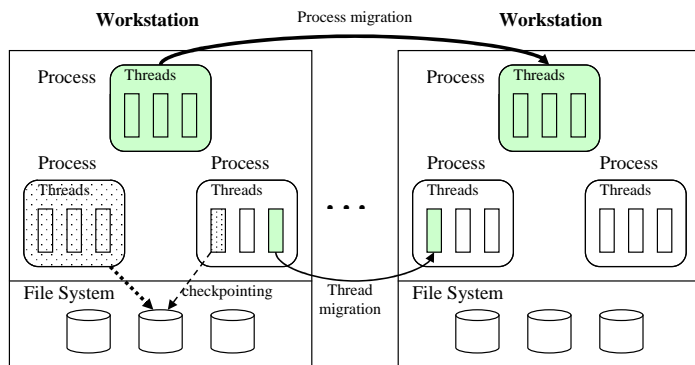 Workstation
Process migration
Workstation
Process
Threads
Process
Threads
Process
Process
Process
Process
Threads
Threads
Threads
Threads
. . .
File System
checkpointing
Thread
migration
File System